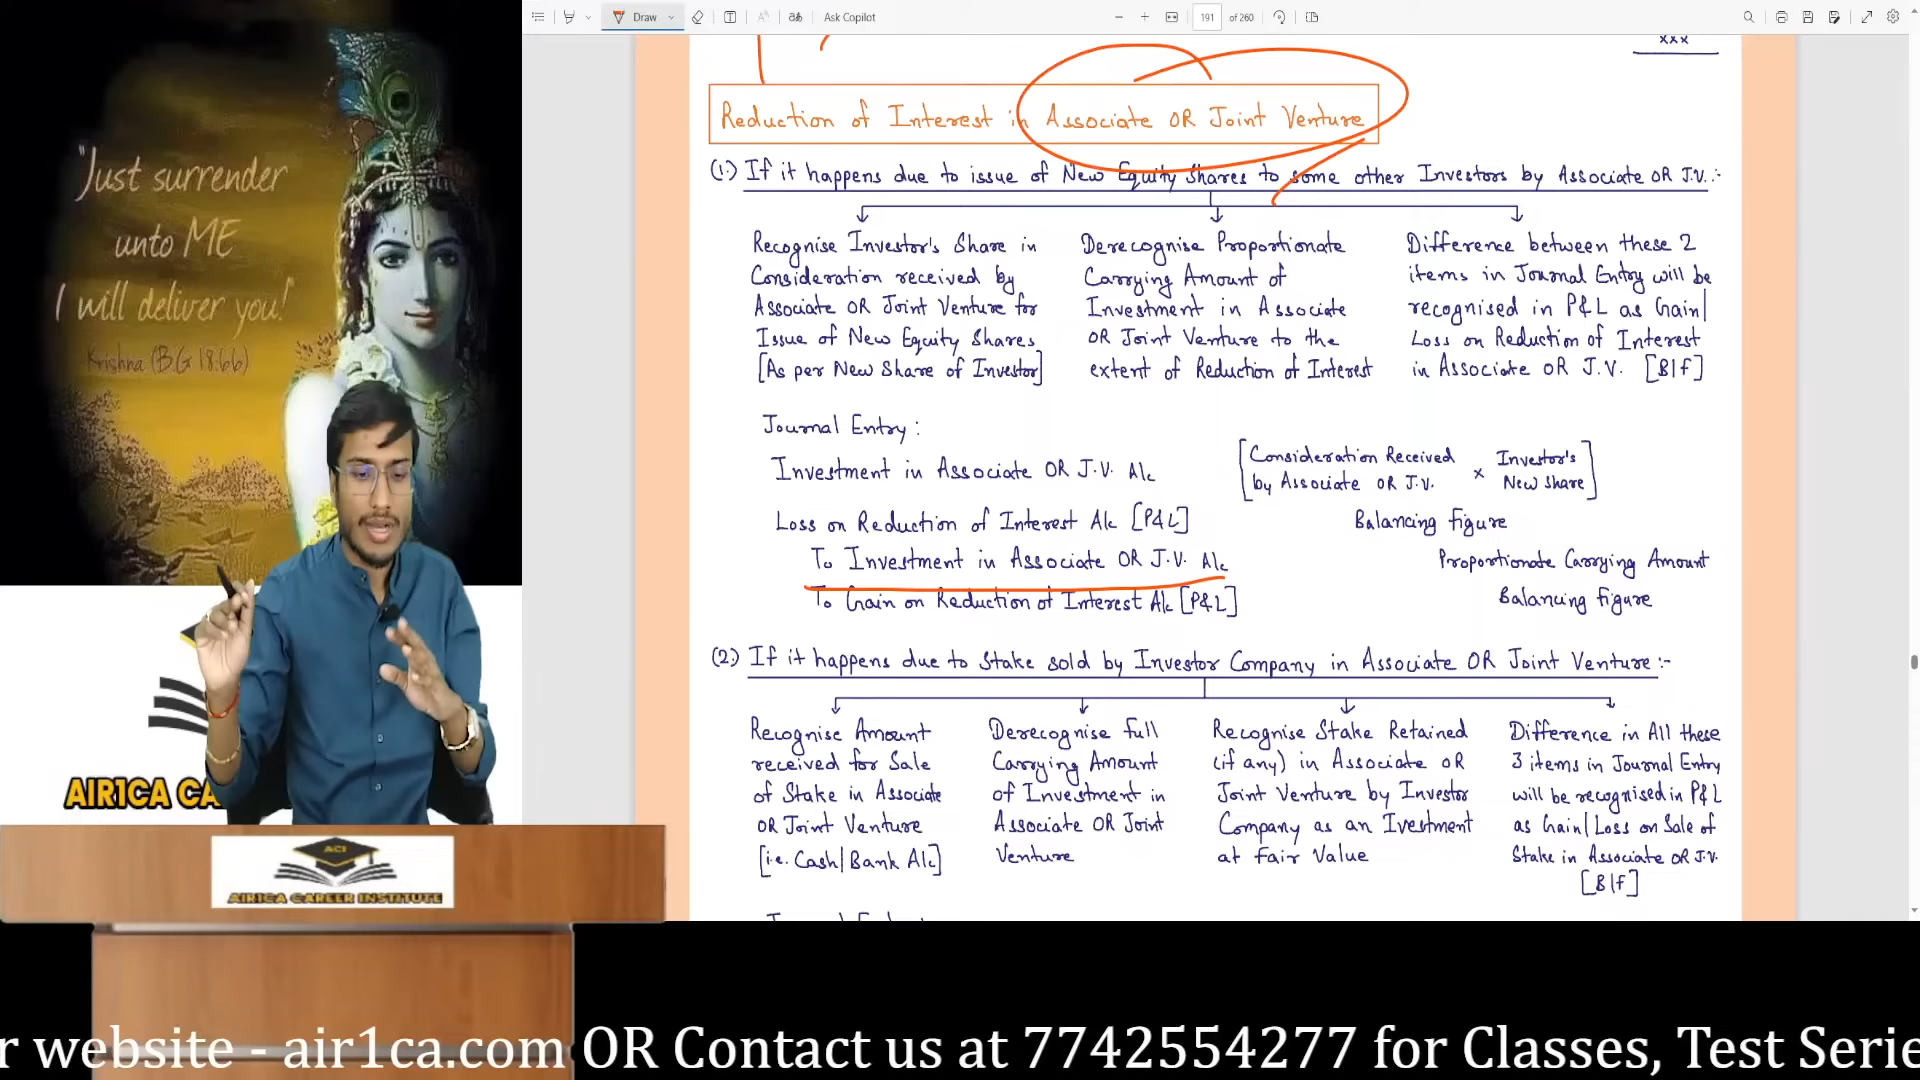 Draw
Ask Copilot
191
of 260
xxx
Reduction of Interest in Associate OR Joint Venture
(1.) If it happens due to issue of New Equity Shares to some other Investors by Associate OR J.V. :-
Recognise Investor's Share in
Consideration received by
Associate OR Joint Venture for
Issue of New Equity Shares
[As per New Share of Investor]
Derecognise Proportionate
Carrying Amount of
Investment in Associate
OR Joint Venture to the
extent of Reduction of Interest
Difference between these 2
items in Journal Entry will be
recognised in P&L as Gain|
Loss on Reduction of Interest
in Associate OR J.V. [B|f]
Journal Entry :
Investment in Associate OR J.V. A/c
[Consideration Received by Associate OR J.V. × Investor's New Share]
Loss on Reduction of Interest A/c [P&L]
Balancing figure
To Investment in Associate OR J.V. A/c
Proportionate Carrying Amount
To Gain on Reduction of Interest A/c [P&L]
Balancing figure
(2.) If it happens due to Stake sold by Investor Company in Associate OR Joint Venture :-
Recognise Amount
received for Sale
of Stake in Associate
OR Joint Venture
[i.e. Cash|Bank A/c]
Derecognise full
Carrying Amount
of Investment in
Associate OR Joint
Venture
Recognise Stake Retained
(if any) in Associate OR
Joint Venture by Investor
Company as an Ivestment
at Fair Value
Difference in All these
3 items in Journal Entry
will be recognised in P&L
as Gain|Loss on Sale of
Stake in Associate OR J.V.
[B|f]
"Just surrender
unto ME
I will deliver you!"
Krishna (B.G 18:66)
AIR1CA CA
ACI
AIR1CA CAREER INSTITUTE
r website - air1ca.com OR Contact us at 7742554277 for Classes, Test Serie